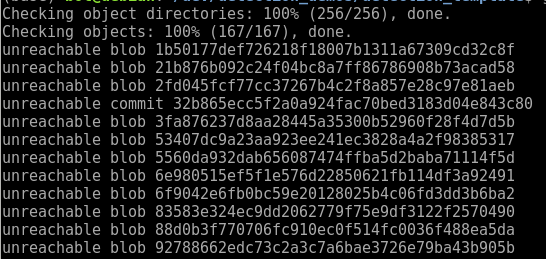 Checking object directories: 100% (256/256), done.
Checking objects: 100% (167/167), done.
unreachable blob 1b50177def726218f18007b1311a67309cd32c8f
unreachable blob 21b876b092c24f04bc8a7ff86786908b73acad58
unreachable blob 2fd045fcf77cc37267b4c2f8a857e28c97e81aeb
unreachable commit 32b865ecc5f2a0a924fac70bed3183d04e843c80
unreachable blob 3fa876237d8aa28445a35300b52960f28f4d7d5b
unreachable blob 53407dc9a23aa923ee241ec3828a4a2f98385317
unreachable blob 5560da932dab656087474ffba5d2baba71114f5d
unreachable blob 6e980515ef5f1e576d22850621fb114df3a92491
unreachable blob 6f9042e6fb0bc59e20128025b4c06fd3dd3b6ba2
unreachable blob 83583e324ec9dd2062779f75e9df3122f2570490
unreachable blob 88d0b3f770706fc910ec0f514fc0036f488ea5da
unreachable blob 92788662edc73c2a3c7a6bae3726e79ba43b905b